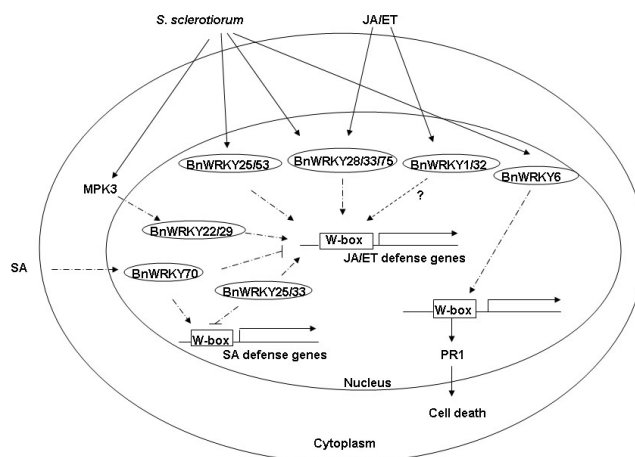 S. sclerotiorum
JA/ET
BnWRKY25/53
BnWRKY28/33/75
BnWRKY1/32
BnWRKY6
MPK3
?
BnWRKY22/29
W-box
JA/ET defense genes
SA
BnWRKY70
BnWRKY25/33
W-box
W-box
SA defense genes
PR1
Nucleus
Cell death
Cytoplasm